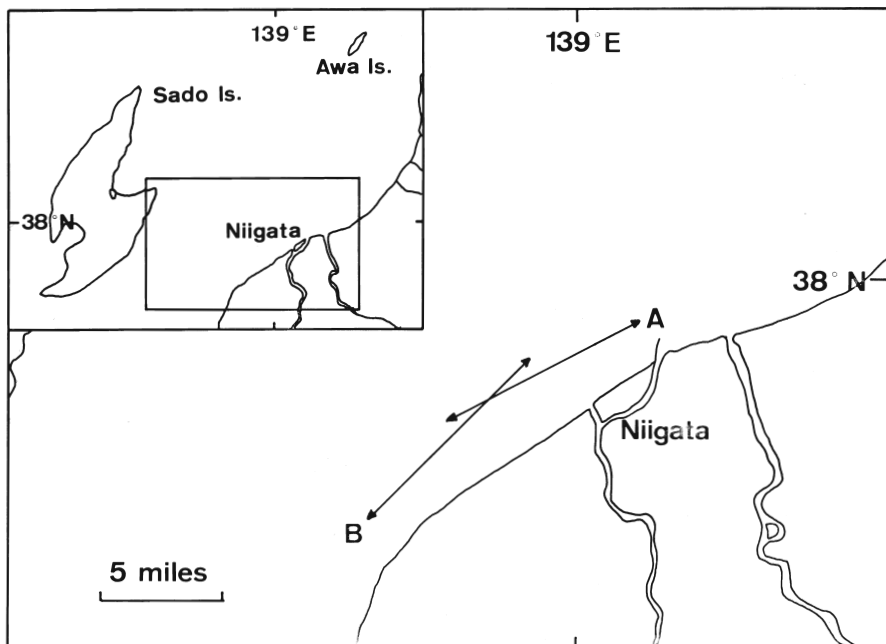 139°E
Awa Is.
Sado Is.
38°N
Niigata
139°E
38°N
A
Niigata
B
5 miles